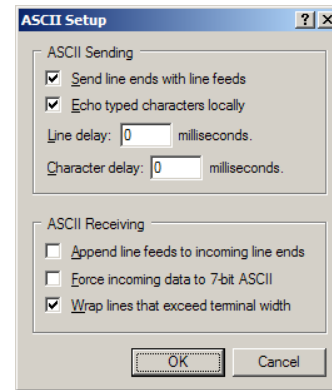 ASCII Setup
ASCII Sending
Send line ends with line feeds
Echo typed characters locally
Line delay: 0 milliseconds.
Character delay: 0 milliseconds.
ASCII Receiving
Append line feeds to incoming line ends
Force incoming data to 7-bit ASCII
Wrap lines that exceed terminal width
OK Cancel